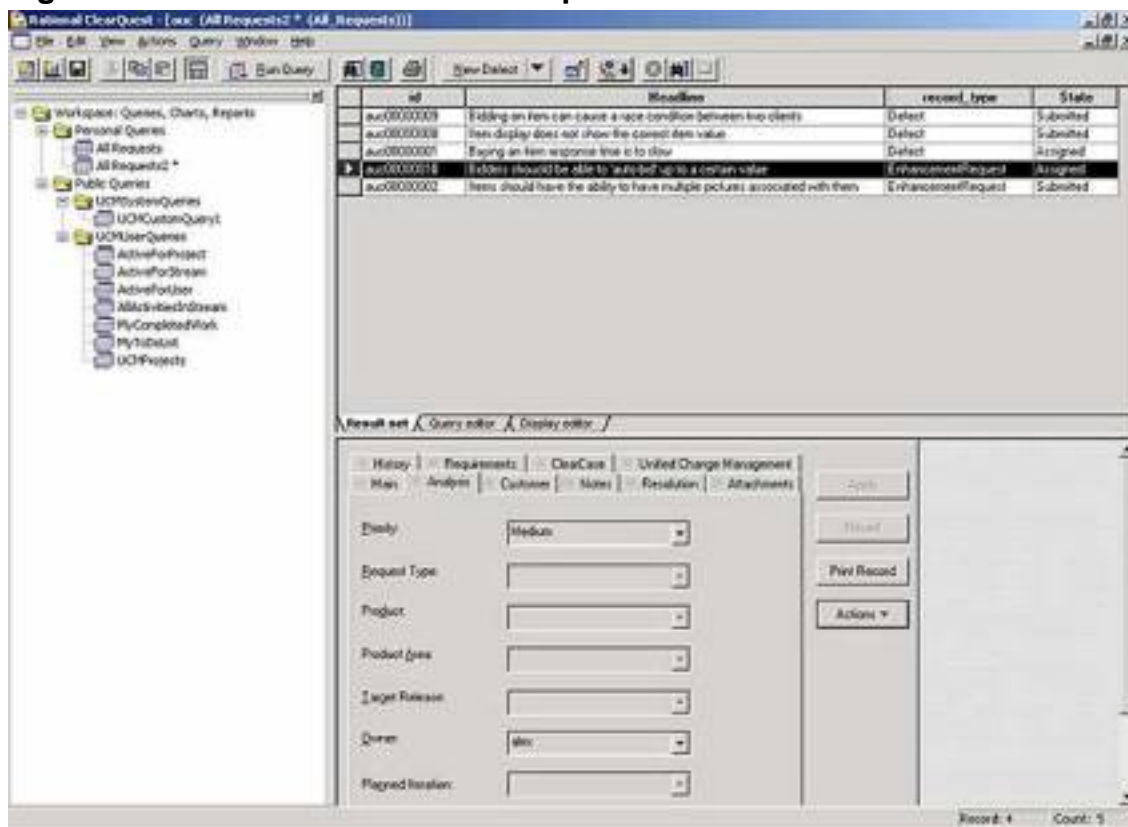 Rational ClearQuest - [auc (All Requests2 * (All_Requests))]
File Edit View Actions Query Window Help
Run Query New Defect
Workspace: Queries, Charts, Reports
Personal Queries
All Requests
All Requests2 *
Public Queries
UCMSystemQueries
UCMCustomQuery1
UCMUserQueries
ActiveForProject
ActiveForStream
ActiveForUser
AllActivitiesInStream
MyCompletedWork
MyToDoList
UCMProjects
id Headline record_type State
auc00000009 Bidding an item can cause a race condition between two clients Defect Submitted
auc00000008 Item display does not show the correct item value Defect Submitted
auc00000001 Buying an item response time is to slow Defect Assigned
auc00000010 Bidders should be able to 'auto bid' up to a certain value EnhancementRequest Assigned
auc00000002 Items should have the ability to have multiple pictures associated with them EnhancementRequest Submitted
Result set Query editor Display editor
History Requirements ClearCase Unified Change Management
Main Analysis Customer Notes Resolution Attachments
Priority Medium
Request Type:
Product:
Product Area
Target Release:
Owner alex
Planned Iteration:
Apply
Revert
Print Record
Actions
Record: 4 Count: 5